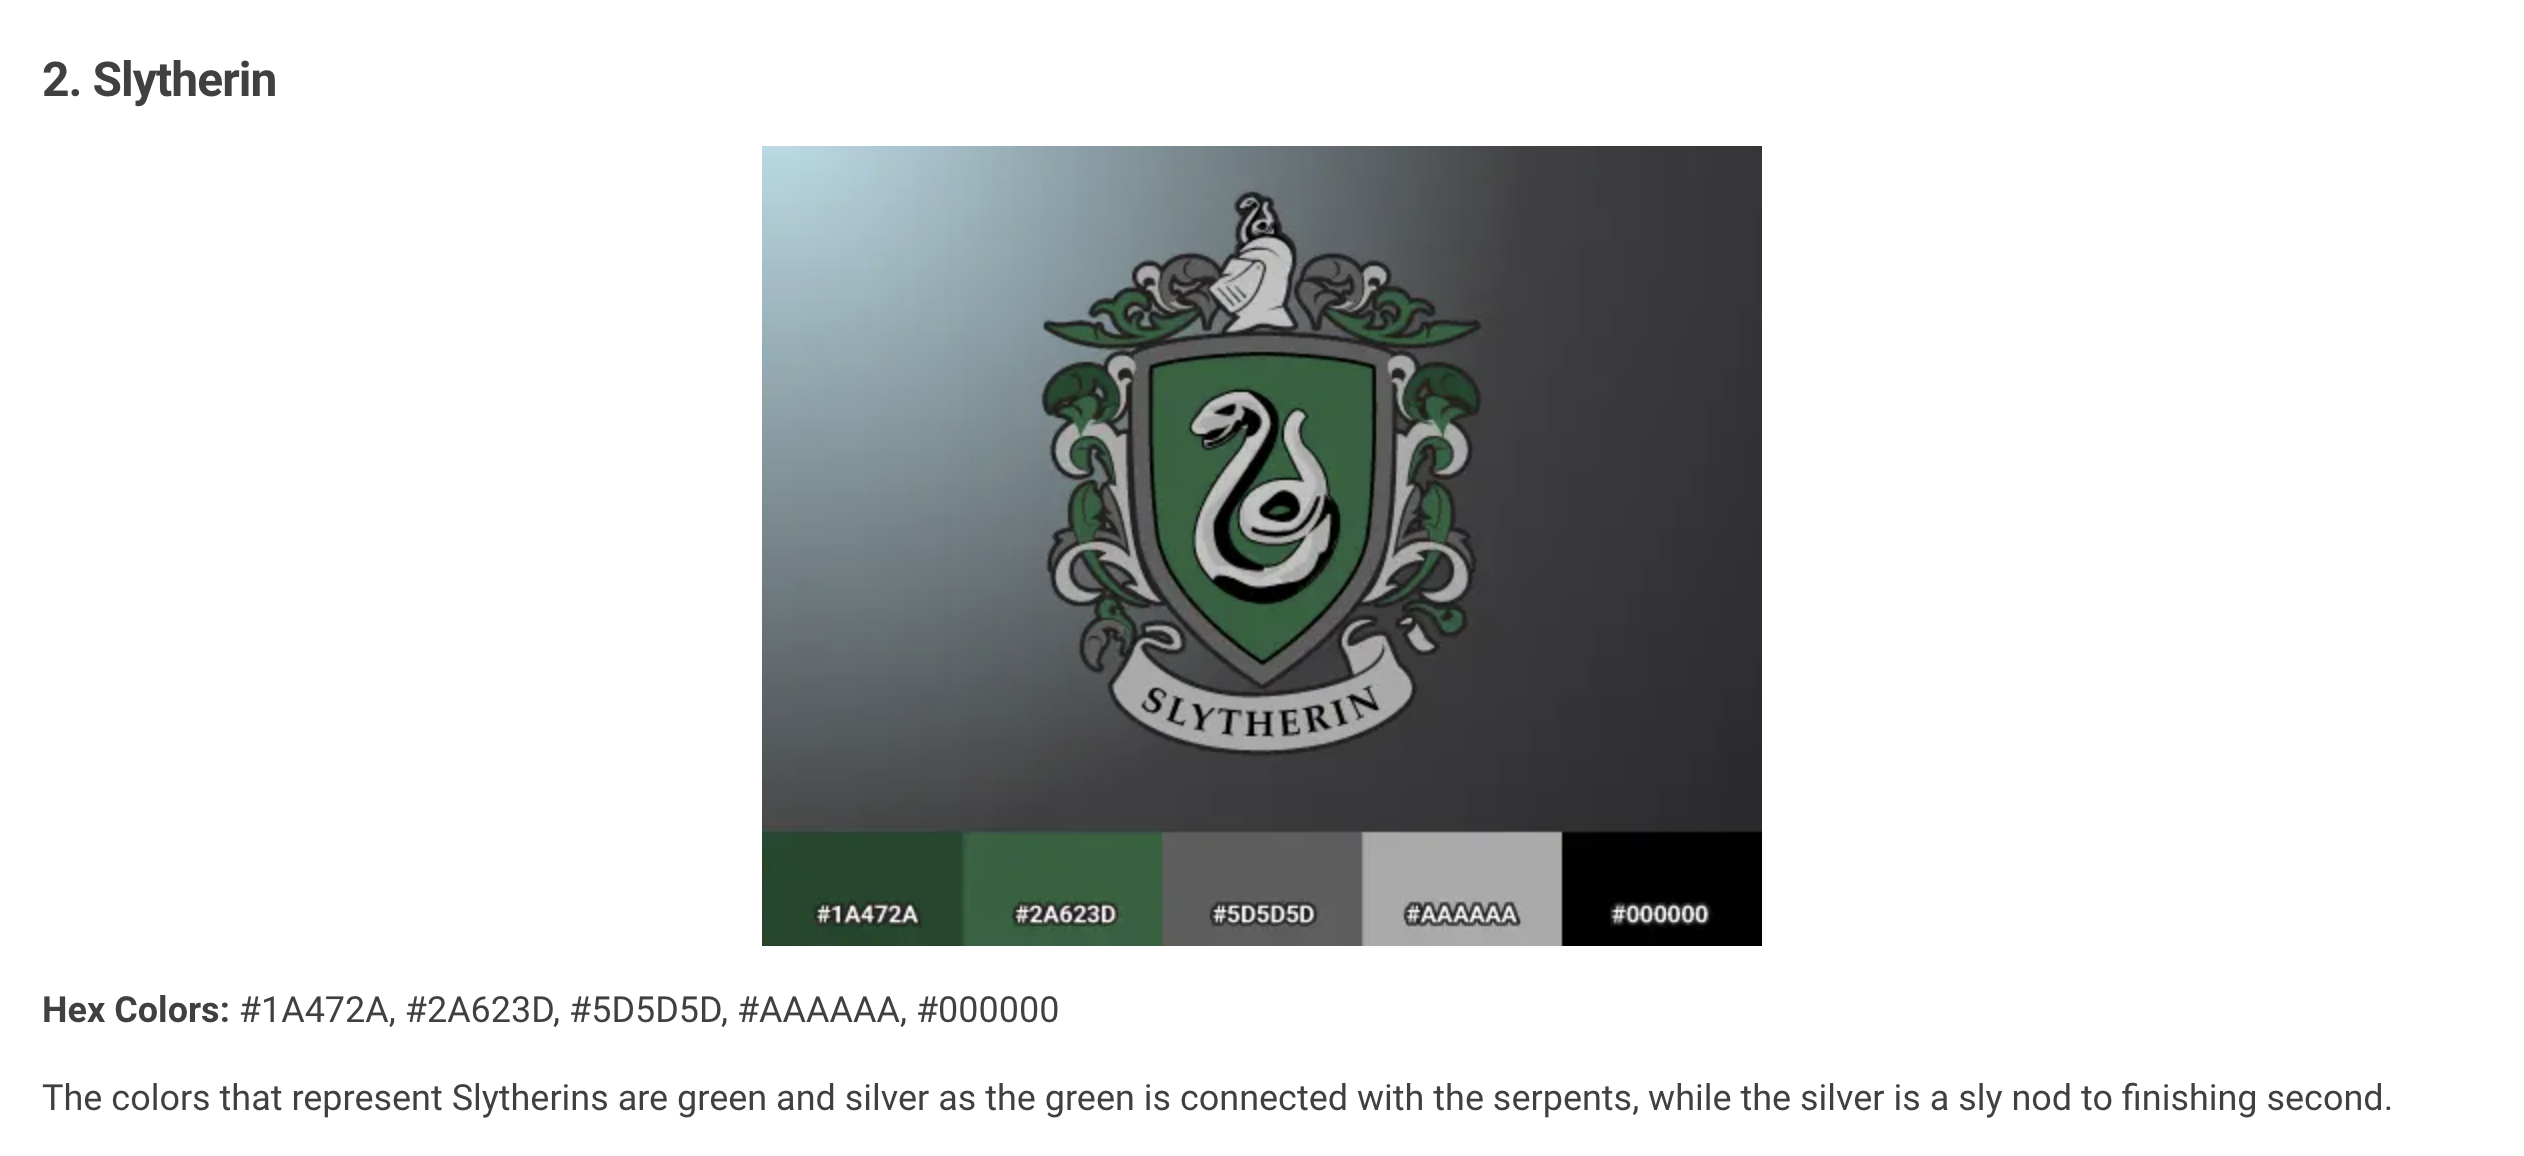 2. Slytherin
SLYTHERIN
#1A472A #2A623D #5D5D5D #AAAAAA #000000
Hex Colors: #1A472A, #2A623D, #5D5D5D, #AAAAAA, #000000
The colors that represent Slytherins are green and silver as the green is connected with the serpents, while the silver is a sly nod to finishing second.